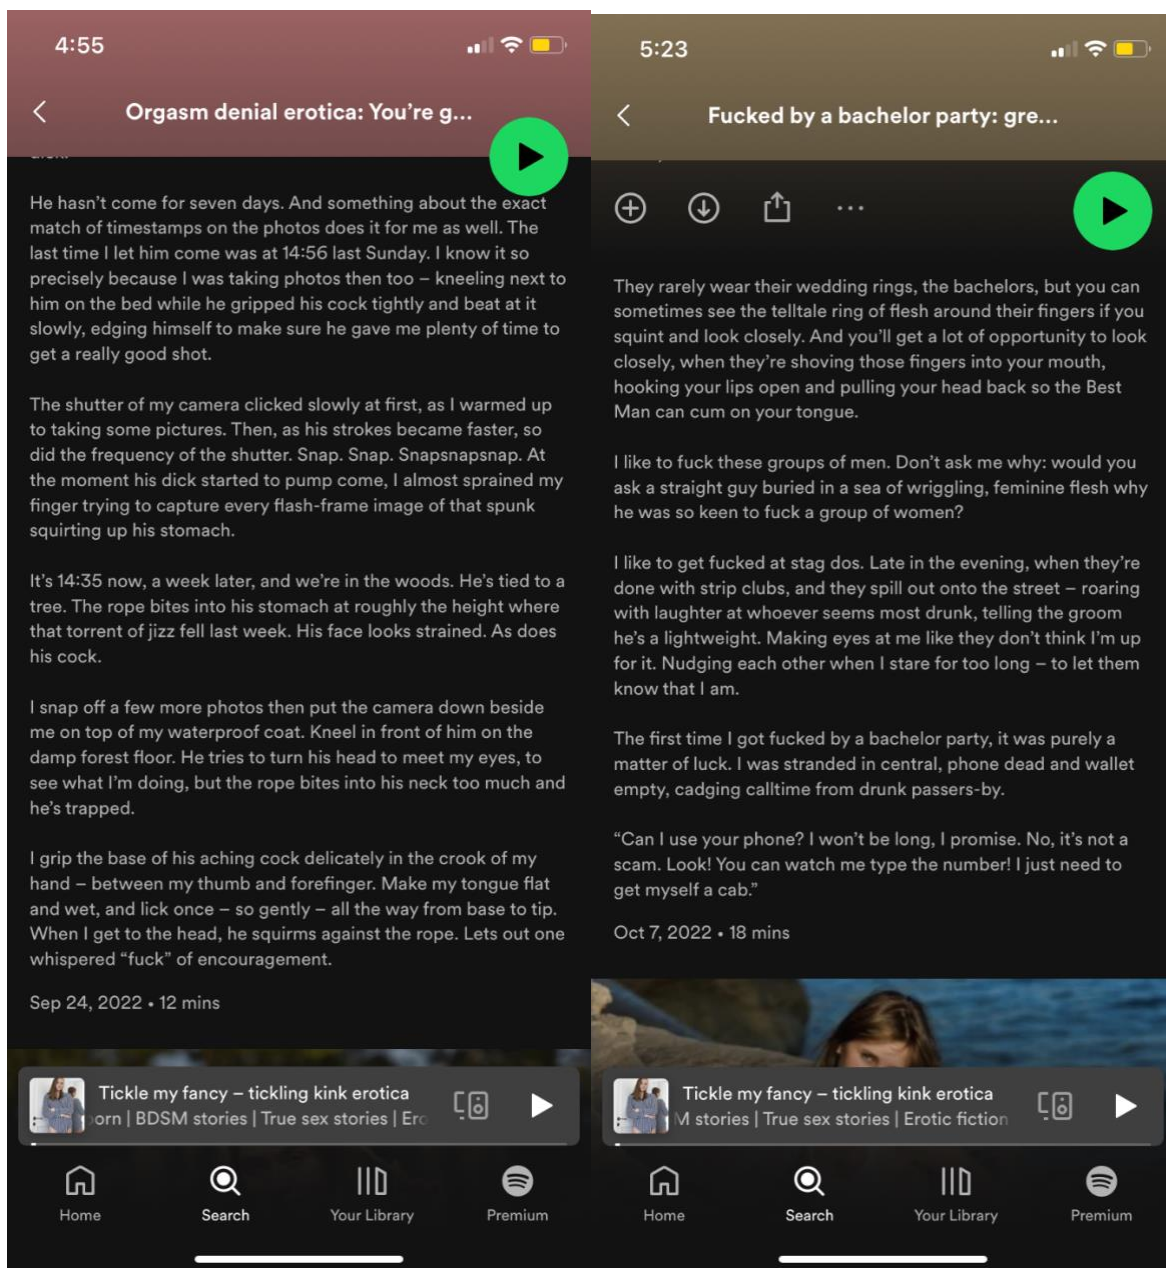 4:55
Orgasm denial erotica: You're g...
He hasn't come for seven days. And something about the exact
match of timestamps on the photos does it for me as well. The
last time I let him come was at 14:56 last Sunday. I know it so
precisely because I was taking photos then too – kneeling next to
him on the bed while he gripped his cock tightly and beat at it
slowly, edging himself to make sure he gave me plenty of time to
get a really good shot.
The shutter of my camera clicked slowly at first, as I warmed up
to taking some pictures. Then, as his strokes became faster, so
did the frequency of the shutter. Snap. Snap. Snapsnapsnap. At
the moment his dick started to pump come, I almost sprained my
finger trying to capture every flash-frame image of that spunk
squirting up his stomach.
It's 14:35 now, a week later, and we're in the woods. He's tied to a
tree. The rope bites into his stomach at roughly the height where
that torrent of jizz fell last week. His face looks strained. As does
his cock.
I snap off a few more photos then put the camera down beside
me on top of my waterproof coat. Kneel in front of him on the
damp forest floor. He tries to turn his head to meet my eyes, to
see what I'm doing, but the rope bites into his neck too much and
he's trapped.
I grip the base of his aching cock delicately in the crook of my
hand – between my thumb and forefinger. Make my tongue flat
and wet, and lick once – so gently – all the way from base to tip.
When I get to the head, he squirms against the rope. Lets out one
whispered "fuck" of encouragement.
Sep 24, 2022 • 12 mins
Tickle my fancy – tickling kink erotica
orn | BDSM stories | True sex stories | Ero
Home
Search
Your Library
Premium
5:23
Fucked by a bachelor party: gre...
They rarely wear their wedding rings, the bachelors, but you can
sometimes see the telltale ring of flesh around their fingers if you
squint and look closely. And you'll get a lot of opportunity to look
closely, when they're shoving those fingers into your mouth,
hooking your lips open and pulling your head back so the Best
Man can cum on your tongue.
I like to fuck these groups of men. Don't ask me why: would you
ask a straight guy buried in a sea of wriggling, feminine flesh why
he was so keen to fuck a group of women?
I like to get fucked at stag dos. Late in the evening, when they're
done with strip clubs, and they spill out onto the street – roaring
with laughter at whoever seems most drunk, telling the groom
he's a lightweight. Making eyes at me like they don't think I'm up
for it. Nudging each other when I stare for too long – to let them
know that I am.
The first time I got fucked by a bachelor party, it was purely a
matter of luck. I was stranded in central, phone dead and wallet
empty, cadging calltime from drunk passers-by.
"Can I use your phone? I won't be long, I promise. No, it's not a
scam. Look! You can watch me type the number! I just need to
get myself a cab."
Oct 7, 2022 • 18 mins
Tickle my fancy – tickling kink erotica
M stories | True sex stories | Erotic fiction
Home
Search
Your Library
Premium